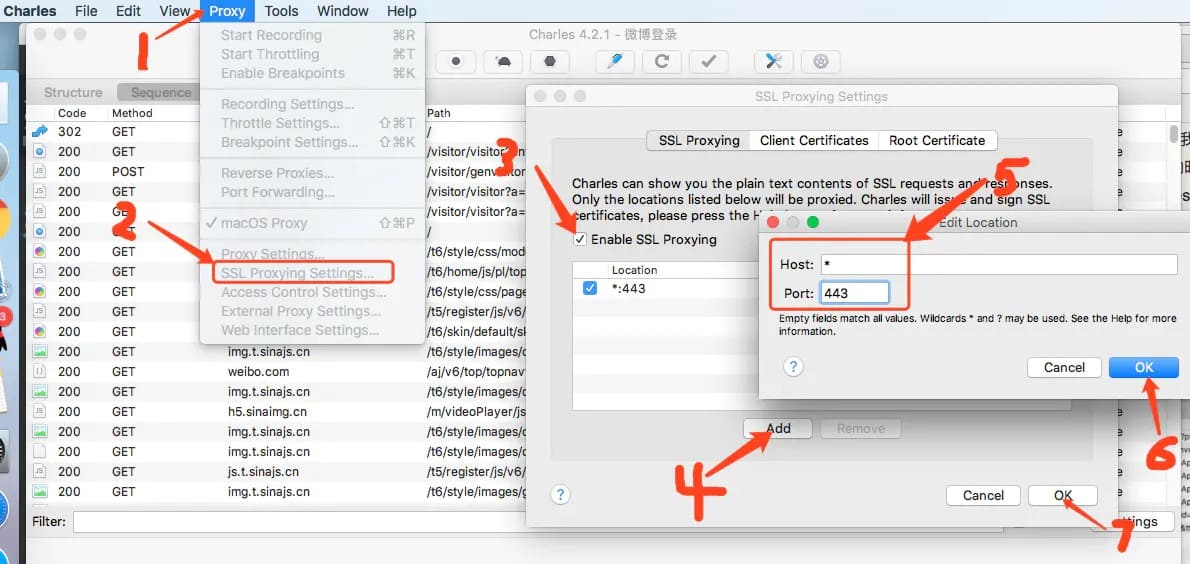 Charles File Edit View Proxy Tools Window Help
1
Start Recording ⌘R
Start Throttling ⌘T
Enable Breakpoints ⌘K
Recording Settings...
Throttle Settings... ⇧⌘T
Breakpoint Settings... ⇧⌘K
Reverse Proxies...
Port Forwarding...
✓ macOS Proxy ⇧⌘P
2
Proxy Settings...
SSL Proxying Settings...
Access Control Settings...
External Proxy Settings...
Web Interface Settings...
Charles 4.2.1 - 微博登录
Structure Sequence
Code Method Path
302 GET /
200 GET /visitor/visitor?
200 POST /visitor/genvisitor
200 GET /visitor/visitor?a=
200 GET /visitor/visitor?a=
200 GET /
200 GET /t6/style/css/mod
200 GET /t6/home/js/pl/top
200 GET /t6/style/css/page
200 GET /t5/register/js/v6/
200 GET /t6/skin/default/sk
200 GET img.t.sinajs.cn /t6/style/images/c
200 GET weibo.com /aj/v6/top/topnav
200 GET img.t.sinajs.cn /t6/style/images/c
200 GET h5.sinaimg.cn /m/videoPlayer/js
200 GET img.t.sinajs.cn /t6/style/images/c
200 GET img.t.sinajs.cn /t6/style/images/c
200 GET js.t.sinajs.cn /t5/register/js/v6/
200 GET img.t.sinajs.cn /t6/style/images/g
Filter:
SSL Proxying Settings
SSL Proxying Client Certificates Root Certificate
3
Charles can show you the plain text contents of SSL requests and responses.
Only the locations listed below will be proxied. Charles will issue and sign SSL
certificates, please press the
Enable SSL Proxying
Location
*:443
Add Remove
4
? Cancel OK
7
ttings
5
Edit Location
Host: *
Port: 443
Empty fields match all values. Wildcards * and ? may be used. See the Help for more
information.
? Cancel OK
6